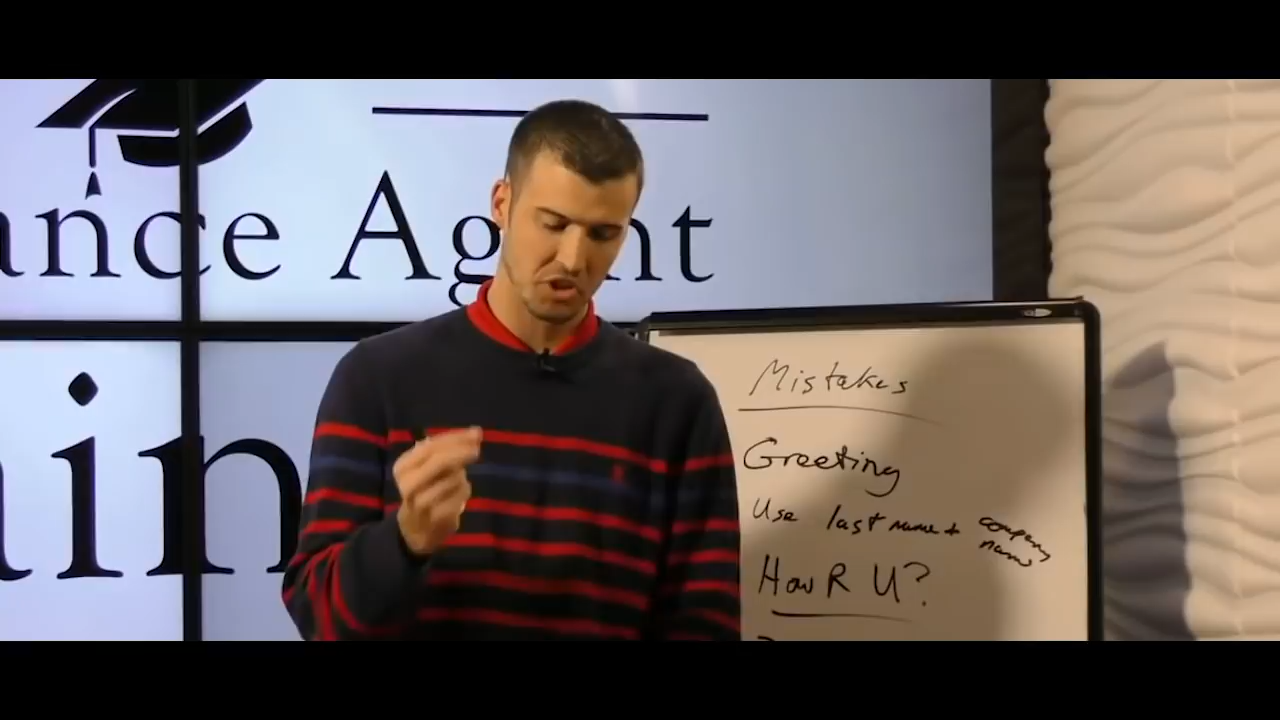 ance Agent
ain
Mistakes
Greeting
Use last name + company name
How R U?